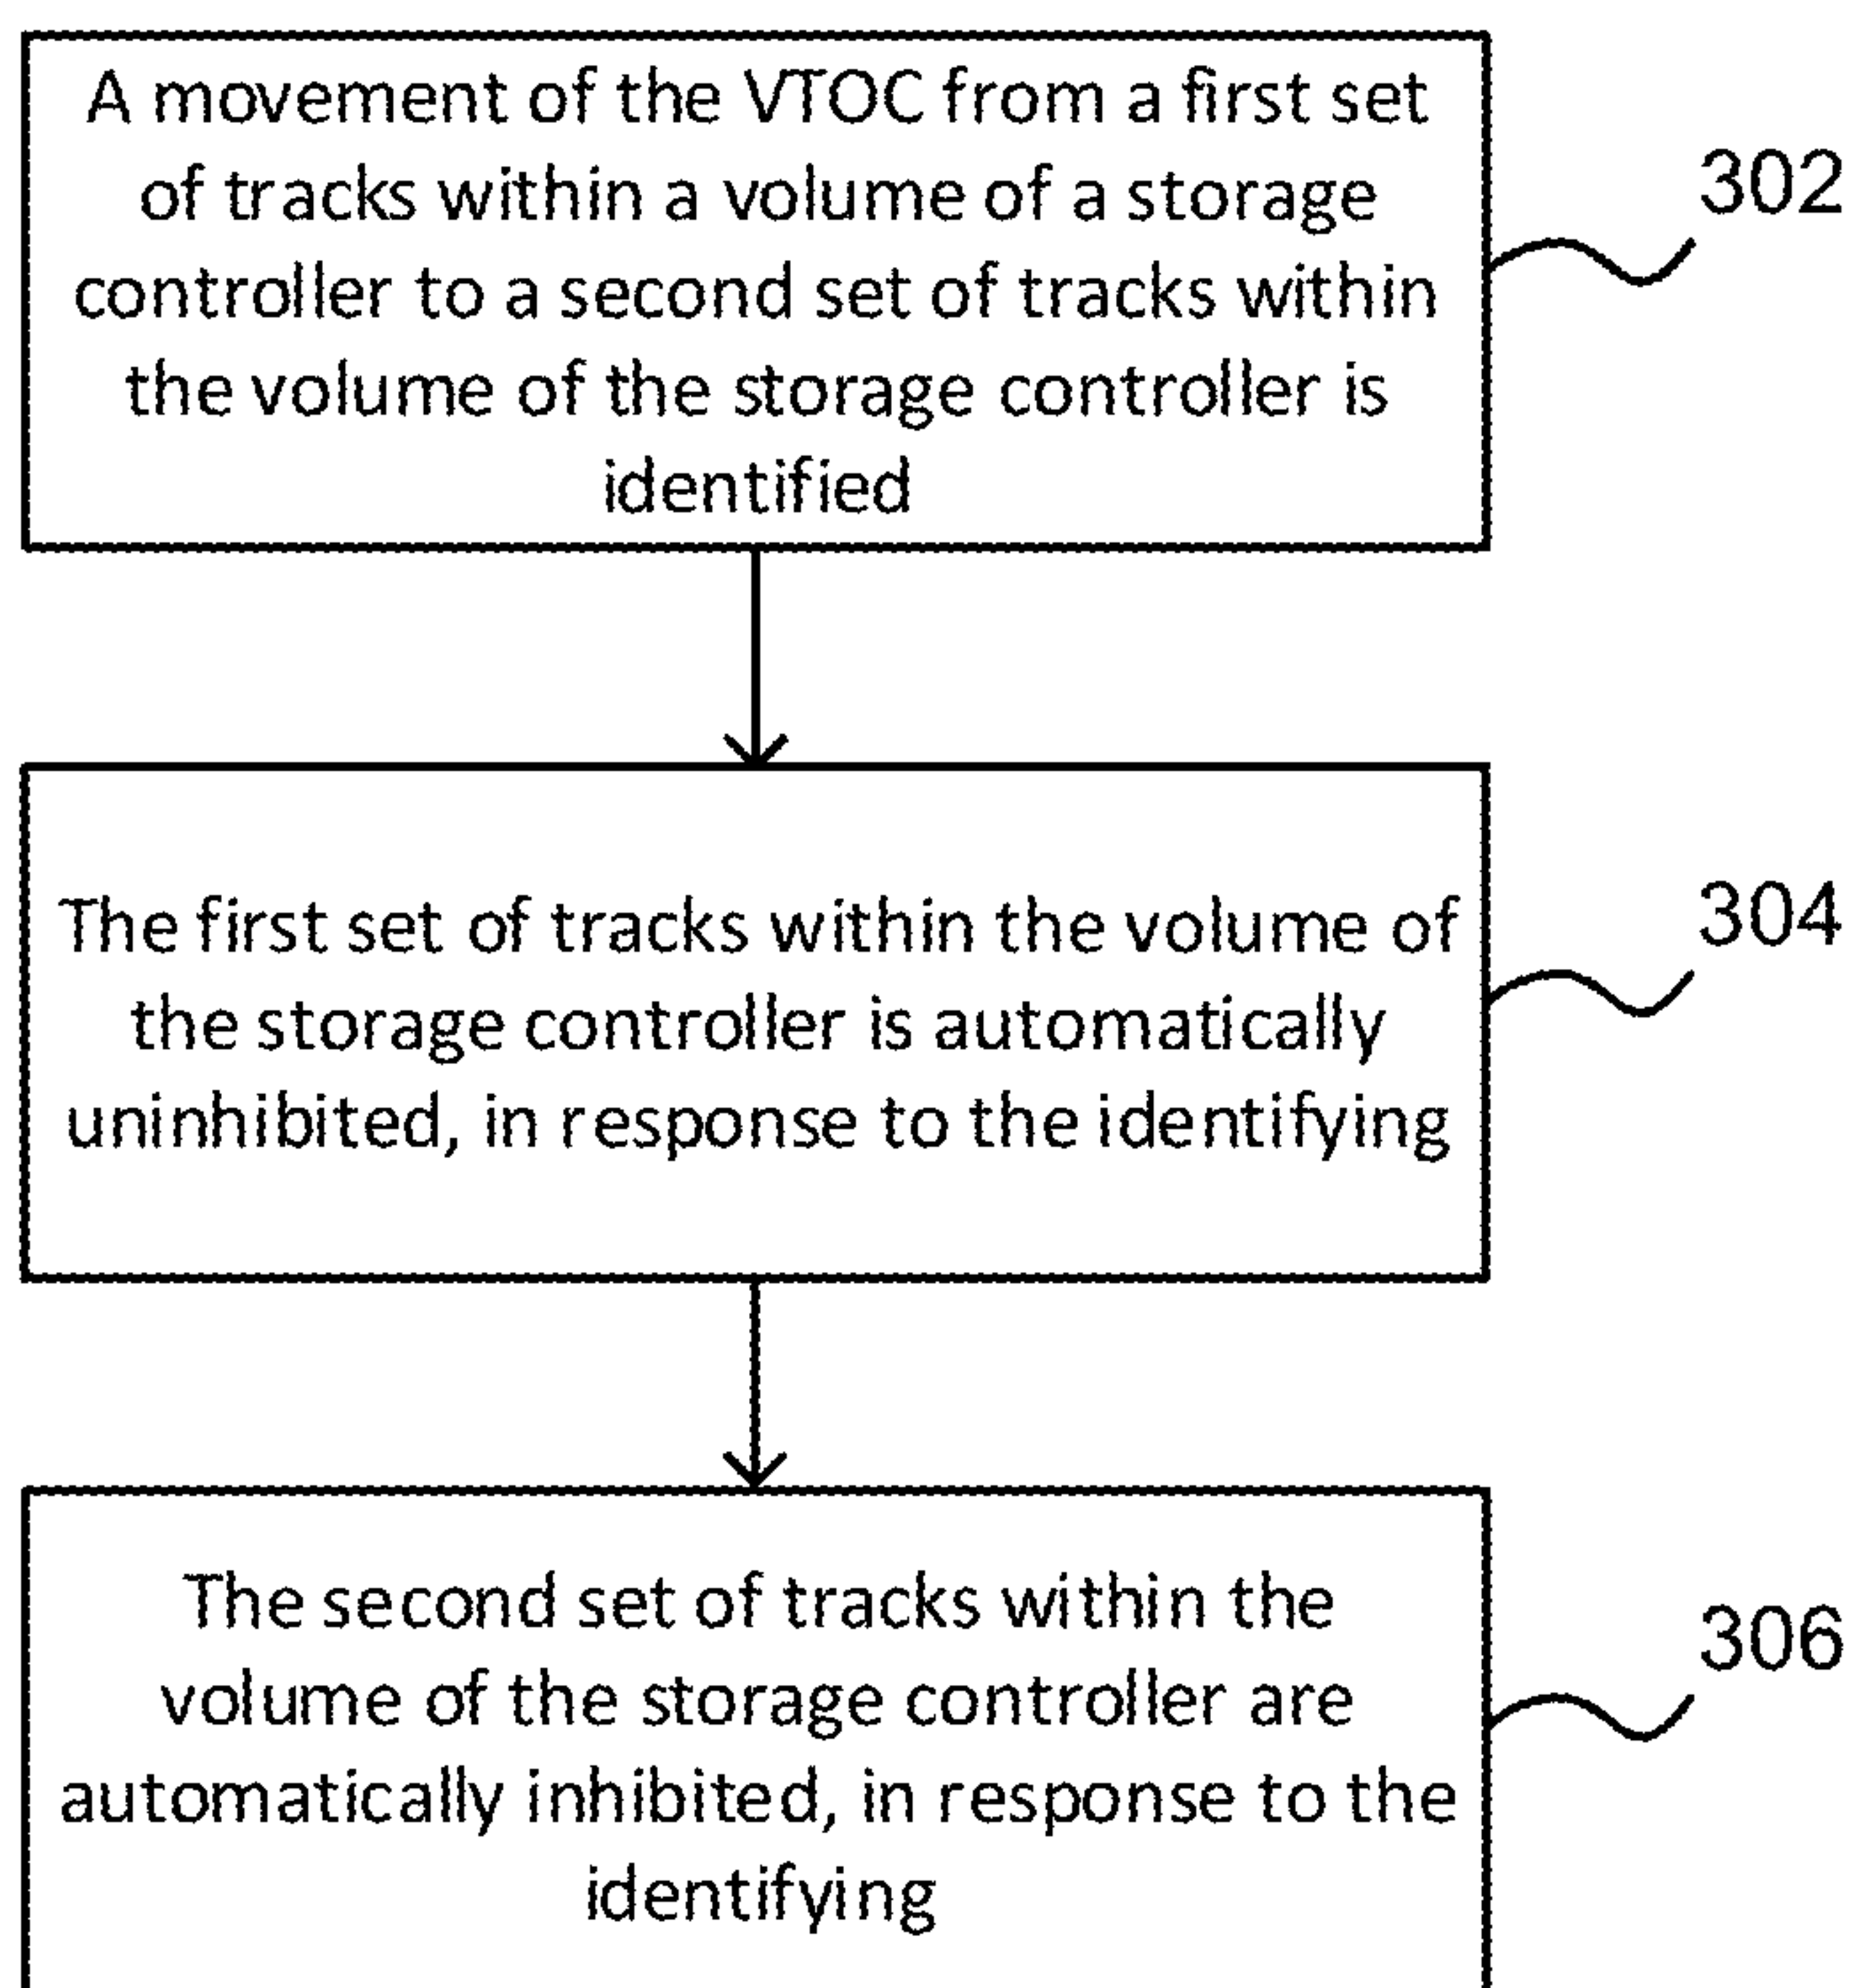 A movement of the VTOC from a first set
of tracks within a volume of a storage
controller to a second set of tracks within
the volume of the storage controller is
identified
302
The first set of tracks within the volume of
the storage controller is automatically
uninhibited, in response to the identifying
304
The second set of tracks within the
volume of the storage controller are
automatically inhibited, in response to the
identifying
306